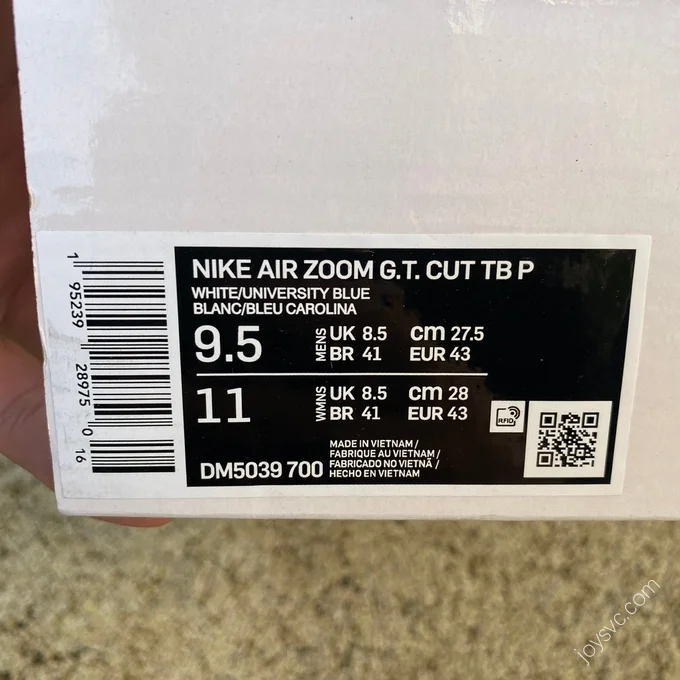 NIKE AIR ZOOM G.T. CUT TB P
WHITE/UNIVERSITY BLUE
BLANC/BLEU CAROLINA
9.5 MENS UK 8.5 cm 27.5
BR 41 EUR 43
11 WMNS UK 8.5 cm 28
BR 41 EUR 43
RFID
DM5039 700
MADE IN VIETNAM/
FABRIQUE AU VIETNAM/
FABRICADO NO VIETNÃ/
HECHO EN VIETNAM
1 95239 28975 0 16
joysvc.com